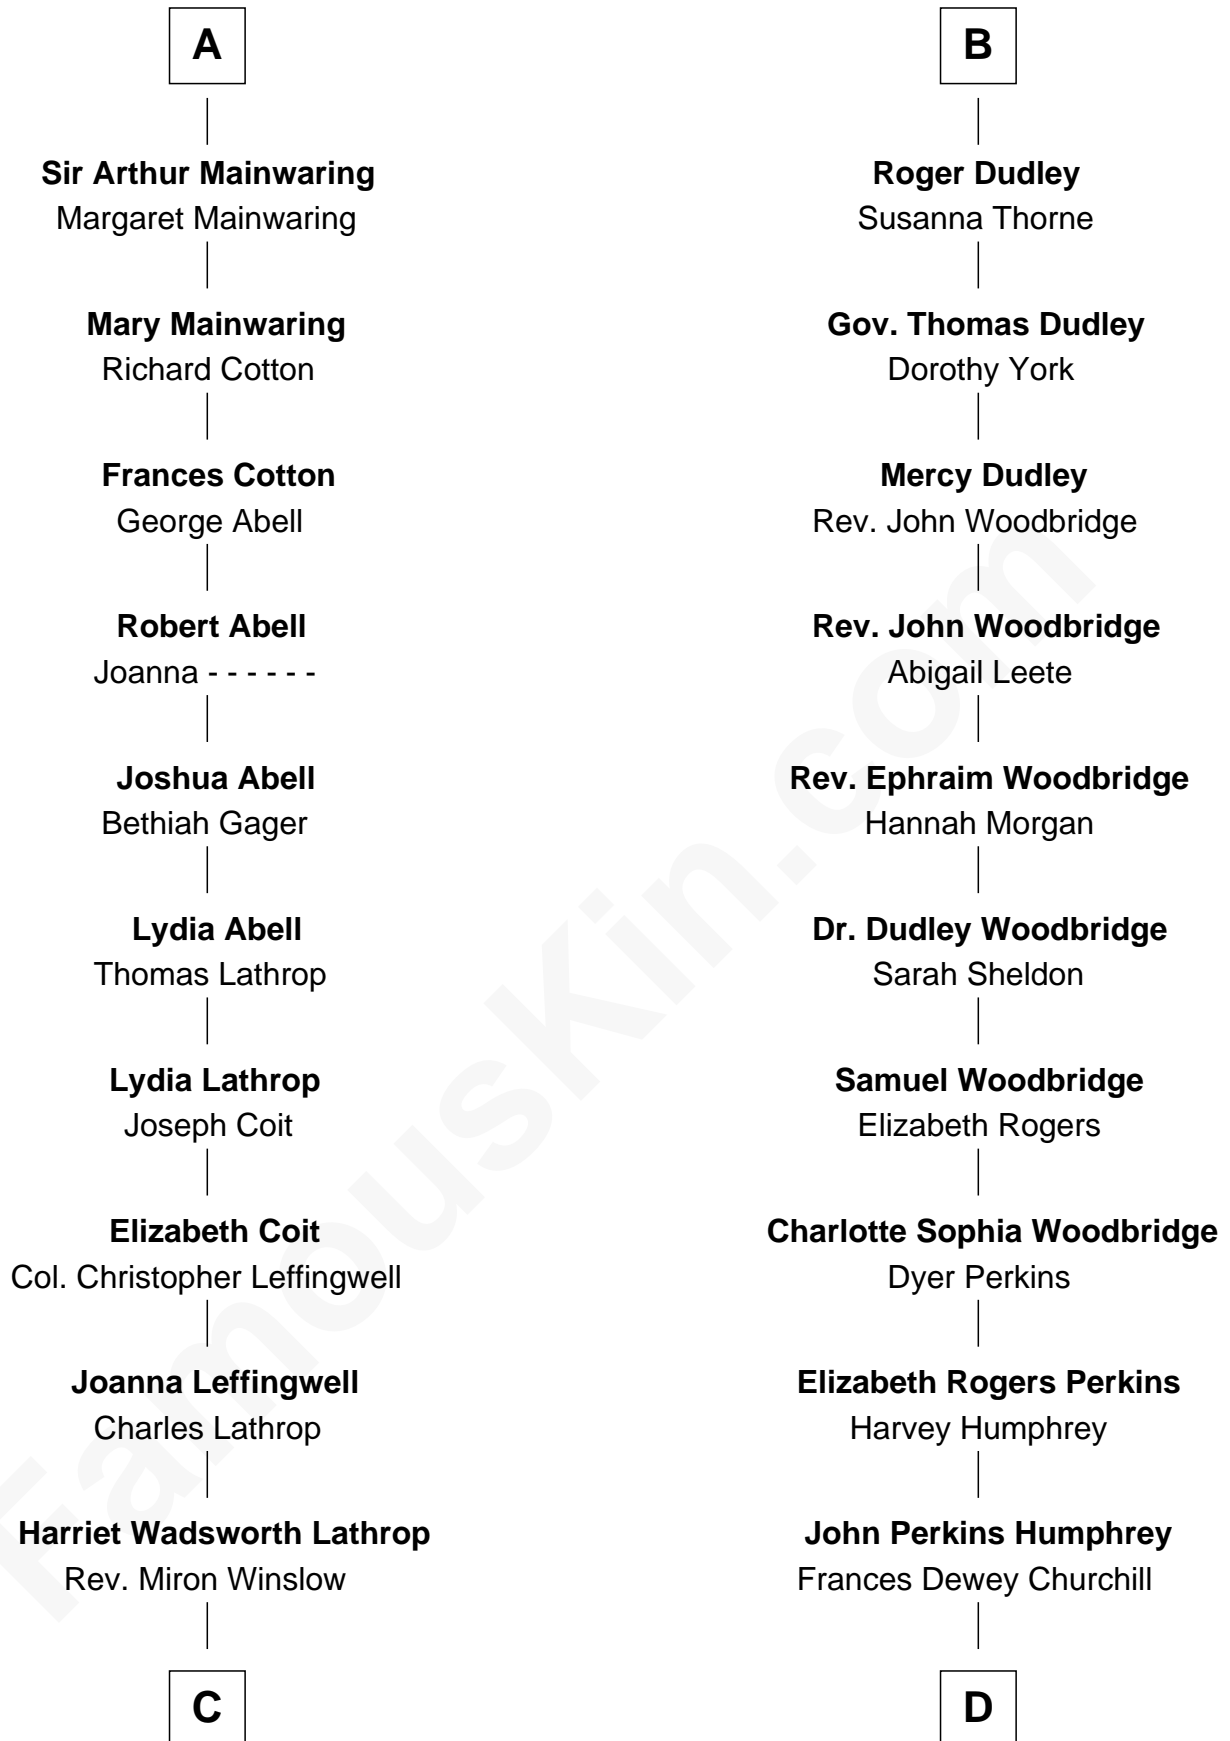 A
Sir Arthur Mainwaring
Margaret Mainwaring
Mary Mainwaring
Richard Cotton
Frances Cotton
George Abell
Robert Abell
Joanna - - - - - -
Joshua Abell
Bethiah Gager
Lydia Abell
Thomas Lathrop
Lydia Lathrop
Joseph Coit
Elizabeth Coit
Col. Christopher Leffingwell
Joanna Leffingwell
Charles Lathrop
Harriet Wadsworth Lathrop
Rev. Miron Winslow
C
B
Roger Dudley
Susanna Thorne
Gov. Thomas Dudley
Dorothy York
Mercy Dudley
Rev. John Woodbridge
Rev. John Woodbridge
Abigail Leete
Rev. Ephraim Woodbridge
Hannah Morgan
Dr. Dudley Woodbridge
Sarah Sheldon
Samuel Woodbridge
Elizabeth Rogers
Charlotte Sophia Woodbridge
Dyer Perkins
Elizabeth Rogers Perkins
Harvey Humphrey
John Perkins Humphrey
Frances Dewey Churchill
D
FamousKin.com